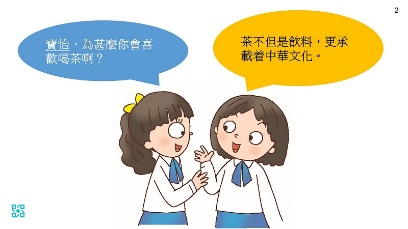 2
寶怡，為甚麼你會喜
歡喝茶啊？
茶不但是飲料，更承
載着中華文化。